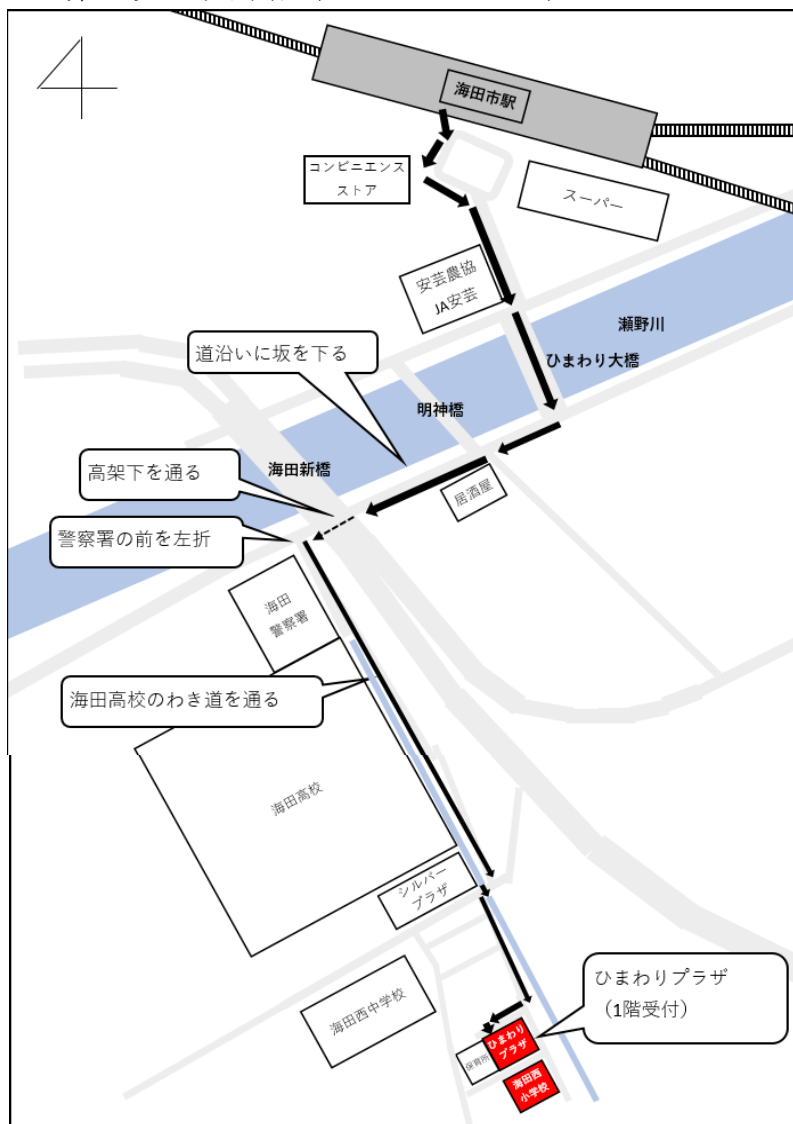 海田市駅
コンビニエンス
ストア
スーパー
安芸農協
JA安芸
瀬野川
道沿いに坂を下る
ひまわり大橋
明神橋
高架下を通る
海田新橋
居酒屋
警察署の前を左折
海田
警察署
海田高校のわき道を通る
海田高校
シルバー
プラザ
ひまわりプラザ
（1階受付）
海田西中学校
ひまわり
プラザ
保育所
海田西
小学校